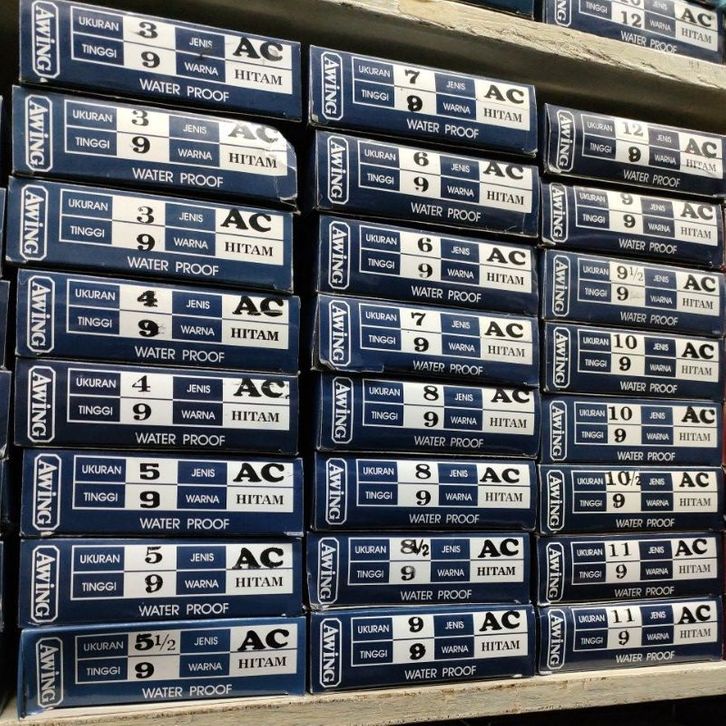 AWING UKURAN 3 JENIS AC
TINGGI 9 WARNA HITAM
WATER PROOF
AWING UKURAN 3 JENIS AC
TINGGI 9 WARNA HITAM
WATER PROOF
AWING UKURAN 3 JENIS AC
TINGGI 9 WARNA HITAM
WATER PROOF
AWING UKURAN 4 JENIS AC
TINGGI 9 WARNA HITAM
WATER PROOF
AWING UKURAN 4 JENIS AC
TINGGI 9 WARNA HITAM
WATER PROOF
AWING UKURAN 5 JENIS AC
TINGGI 9 WARNA HITAM
WATER PROOF
AWING UKURAN 5 JENIS AC
TINGGI 9 WARNA HITAM
WATER PROOF
AWING UKURAN 5 1/2 JENIS AC
TINGGI 9 WARNA HITAM
WATER PROOF
AWING UKURAN 7 JENIS AC
TINGGI 9 WARNA HITAM
WATER PROOF
AWING UKURAN 6 JENIS AC
TINGGI 9 WARNA HITAM
WATER PROOF
AWING UKURAN 6 JENIS AC
TINGGI 9 WARNA HITAM
WATER PROOF
AWING UKURAN 7 JENIS AC
TINGGI 9 WARNA HITAM
WATER PROOF
AWING UKURAN 8 JENIS AC
TINGGI 9 WARNA HITAM
WATER PROOF
AWING UKURAN 8 JENIS AC
TINGGI 9 WARNA HITAM
WATER PROOF
AWING UKURAN 8 1/2 JENIS AC
TINGGI 9 WARNA HITAM
WATER PROOF
AWING UKURAN 9 JENIS AC
TINGGI 9 WARNA HITAM
WATER PROOF
JENIS AC
TINGGI 12 WARNA HITAM
WATER PROOF
AWING UKURAN 12 JENIS AC
TINGGI 9 WARNA HITAM
WATER PROOF
AWING UKURAN 9 JENIS AC
TINGGI 9 WARNA HITAM
WATER PROOF
AWING UKURAN 9 1/2 JENIS AC
TINGGI 9 WARNA HITAM
WATER PROOF
AWING UKURAN 10 JENIS AC
TINGGI 9 WARNA HITAM
WATER PROOF
AWING UKURAN 10 JENIS AC
TINGGI 9 WARNA HITAM
WATER PROOF
AWING UKURAN 10 1/2 JENIS AC
TINGGI 9 WARNA HITAM
WATER PROOF
AWING UKURAN 11 JENIS AC
TINGGI 9 WARNA HITAM
WATER PROOF
AWING UKURAN 11 JENIS AC
TINGGI 9 WARNA HITAM
WATER PROOF